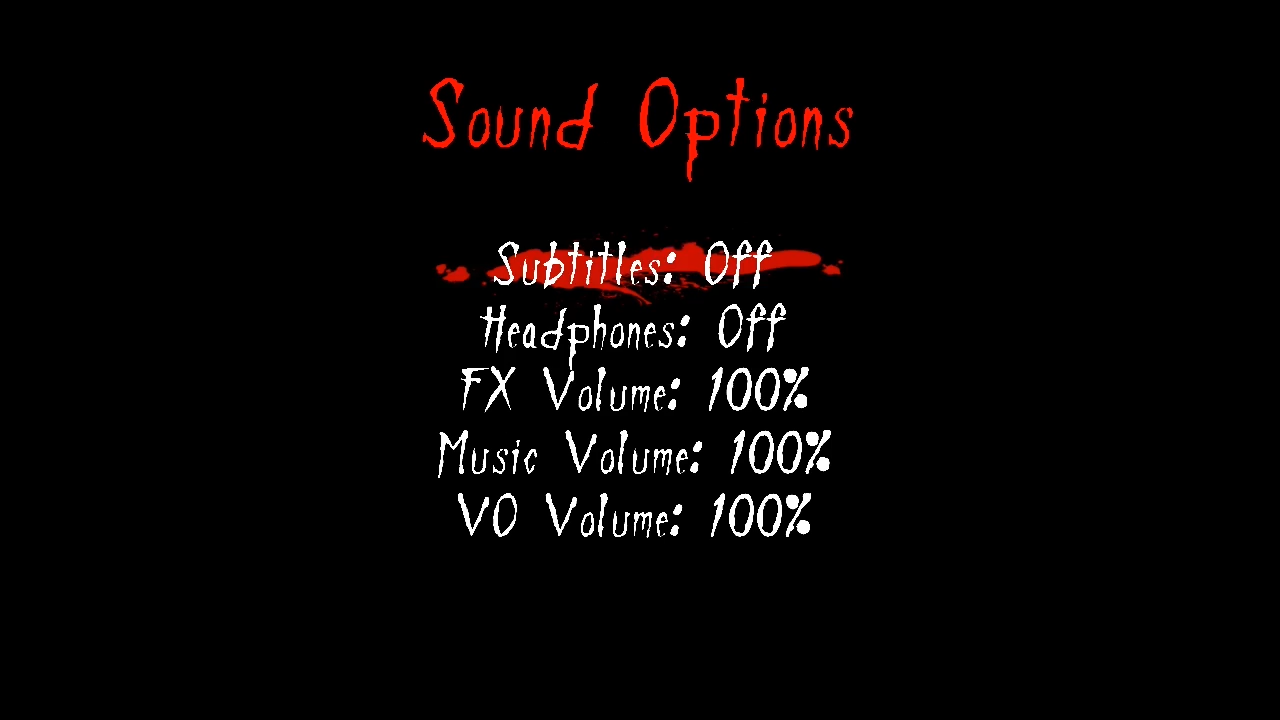 Sound Options
Subtitles: Off
Headphones: Off
FX Volume: 100%
Music Volume: 100%
VO Volume: 100%